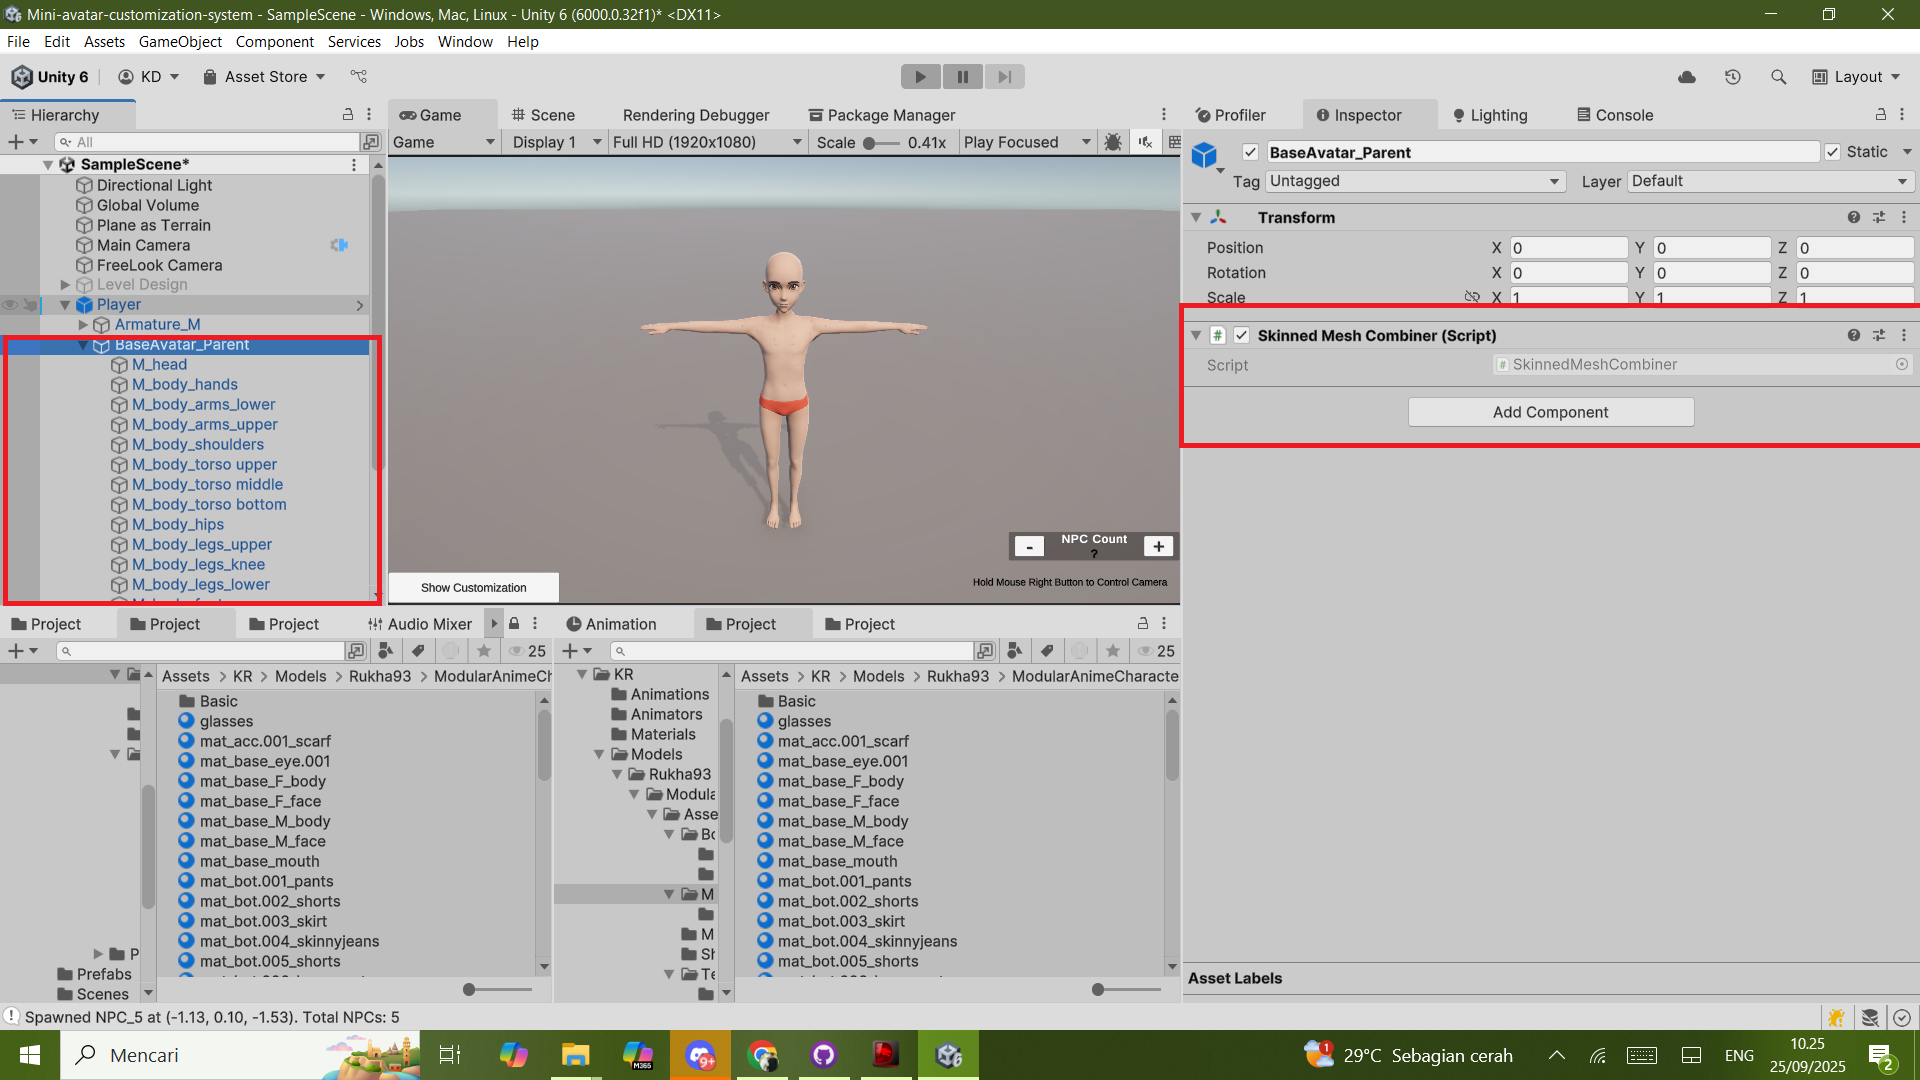 Mini-avatar-customization-system - SampleScene - Windows, Mac, Linux - Unity 6 (6000.0.32f1)* <DX11>
File Edit Assets GameObject Component Services Jobs Window Help
Unity 6 KD Asset Store Layout
Hierarchy
All
SampleScene*
Directional Light
Global Volume
Plane as Terrain
Main Camera
FreeLook Camera
Level Design
Player
Armature_M
BaseAvatar_Parent
M_head
M_body_hands
M_body_arms_lower
M_body_arms_upper
M_body_shoulders
M_body_torso upper
M_body_torso middle
M_body_torso bottom
M_body_hips
M_body_legs_upper
M_body_legs_knee
M_body_legs_lower
Game Scene Rendering Debugger Package Manager
Game Display 1 Full HD (1920x1080) Scale 0.41x Play Focused
- NPC Count +
?
Hold Mouse Right Button to Control Camera
Show Customization
Profiler Inspector Lighting Console
BaseAvatar_Parent Static
Tag Untagged Layer Default
Transform
Position X 0 Y 0 Z 0
Rotation X 0 Y 0 Z 0
Scale X 1 Y 1 Z 1
# Skinned Mesh Combiner (Script)
Script # SkinnedMeshCombiner
Add Component
Asset Labels
Project Project Project Audio Mixer
25
Assets > KR > Models > Rukha93 > ModularAnimeCh
Basic
glasses
mat_acc.001_scarf
mat_base_eye.001
mat_base_F_body
mat_base_F_face
mat_base_M_body
mat_base_M_face
mat_base_mouth
mat_bot.001_pants
mat_bot.002_shorts
mat_bot.003_skirt
mat_bot.004_skinnyjeans
mat_bot.005_shorts
P
Prefabs
Scenes
Animation Project Project
25
KR
Animations
Animators
Materials
Models
Rukha93
Modula
Asse
Bo
M
M
Sh
Te
Assets > KR > Models > Rukha93 > ModularAnimeCharacte
Basic
glasses
mat_acc.001_scarf
mat_base_eye.001
mat_base_F_body
mat_base_F_face
mat_base_M_body
mat_base_M_face
mat_base_mouth
mat_bot.001_pants
mat_bot.002_shorts
mat_bot.003_skirt
mat_bot.004_skinnyjeans
mat_bot.005_shorts
Spawned NPC_5 at (-1.13, 0.10, -1.53). Total NPCs: 5
Mencari
M365
9+
6
1
29°C Sebagian cerah
ENG
10.25
25/09/2025
2